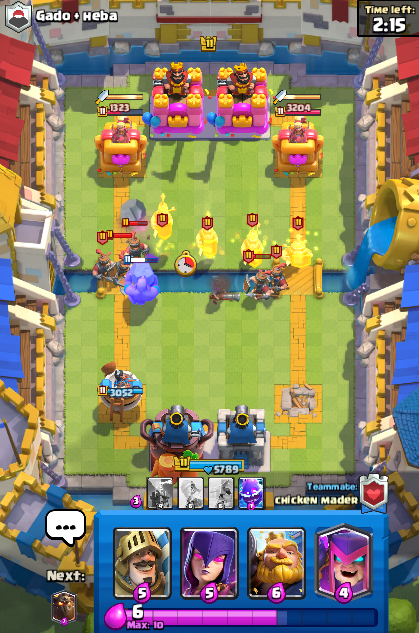 Gado + Heba
Time left:
2:15
1323
3204
3052
5789
Teammate:
CHICKEN MADER
3
...
5
5
6
4
Next:
6
Max: 10